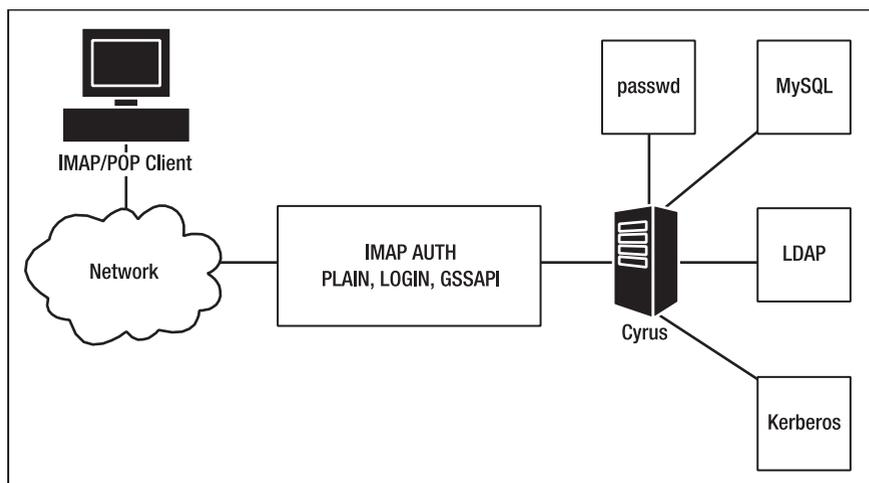 IMAP/POP Client
Network
IMAP AUTH
PLAIN, LOGIN, GSSAPI
Cyrus
passwd
MySQL
LDAP
Kerberos